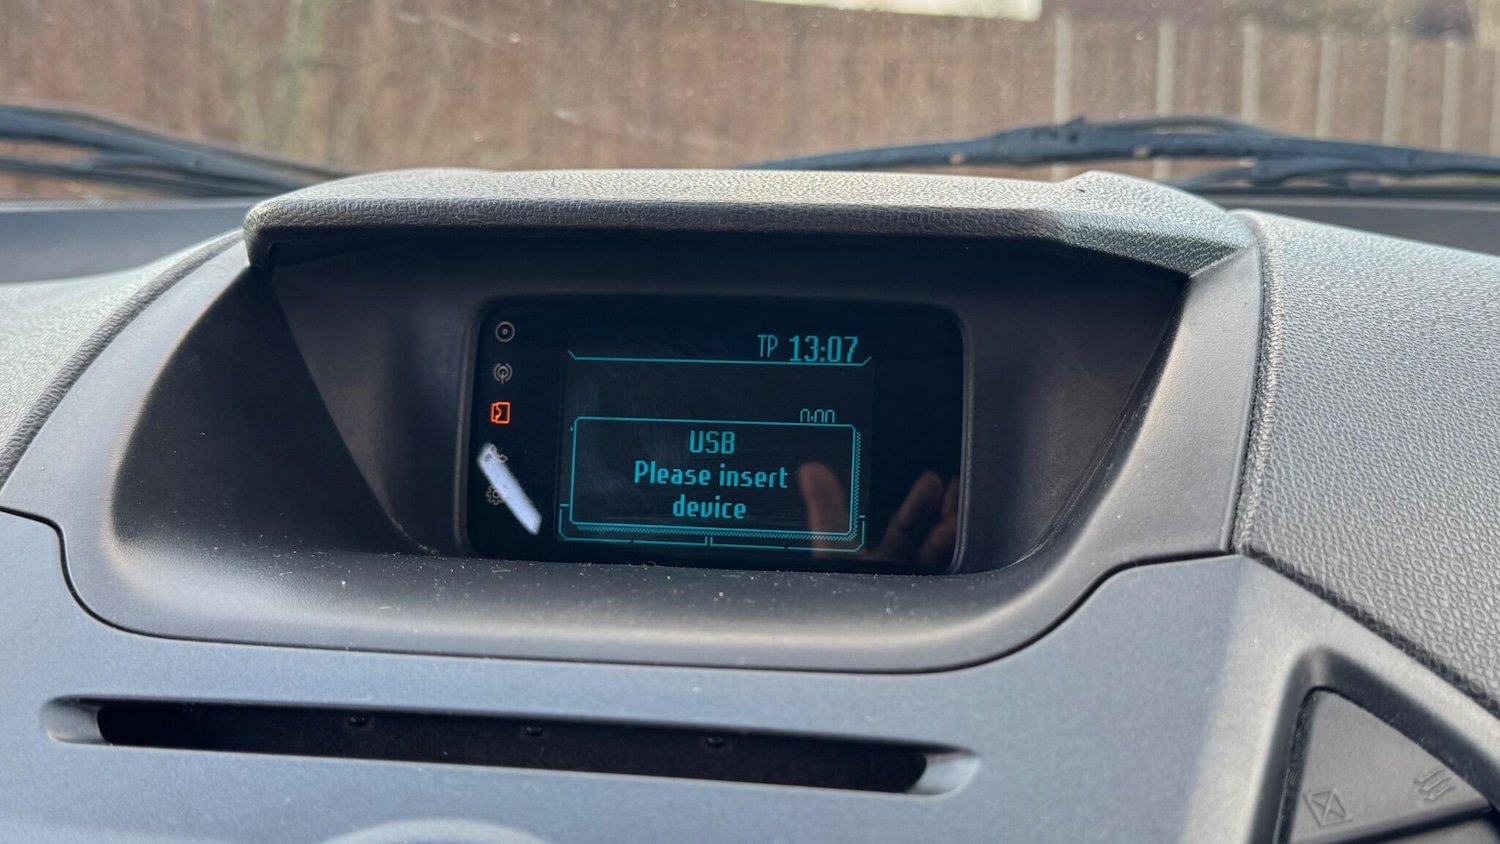 TP 13:07
0:00
USB
Please insert
device